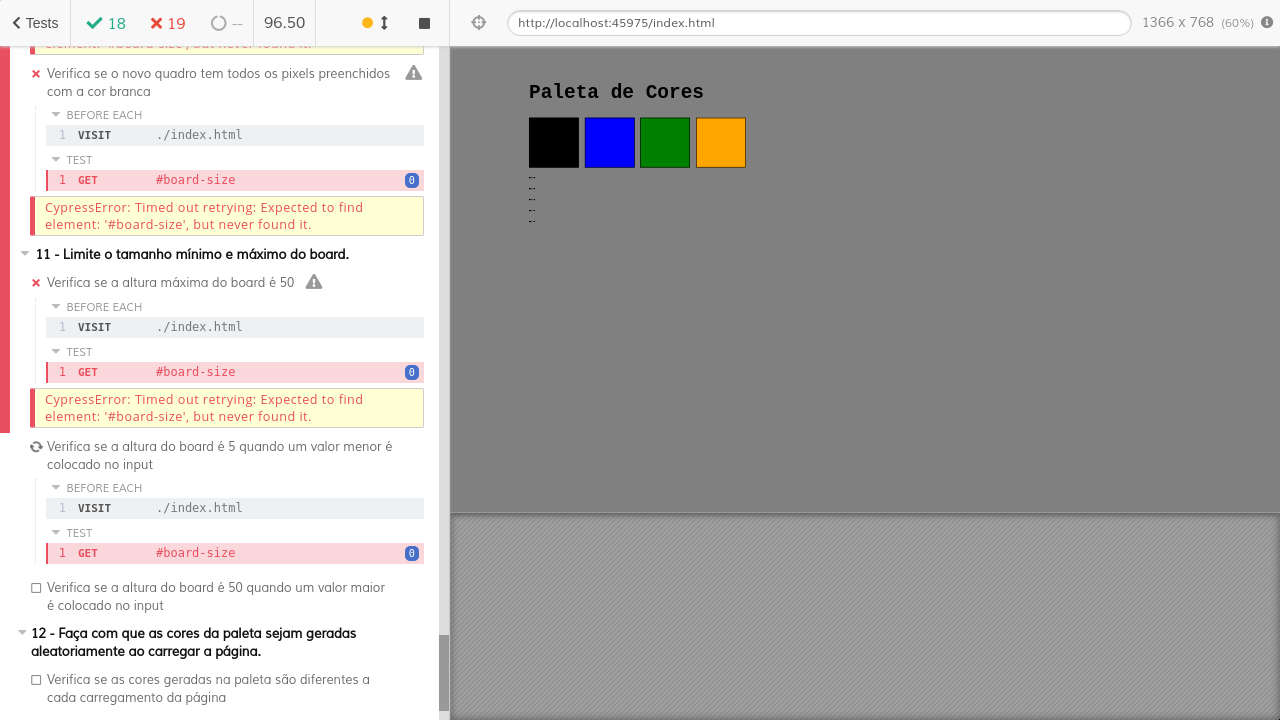 Tests
18
19
--
96.50
http://localhost:45975/index.html
1366 x 768 (60%)
element: '#board-size', but never found it.
Verifica se o novo quadro tem todos os pixels preenchidos
com a cor branca
BEFORE EACH
1 VISIT ./index.html
TEST
1 GET #board-size 0
CypressError: Timed out retrying: Expected to find
element: '#board-size', but never found it.
11 - Limite o tamanho mínimo e máximo do board.
Verifica se a altura máxima do board é 50
BEFORE EACH
1 VISIT ./index.html
TEST
1 GET #board-size 0
CypressError: Timed out retrying: Expected to find
element: '#board-size', but never found it.
Verifica se a altura do board é 5 quando um valor menor é
colocado no input
BEFORE EACH
1 VISIT ./index.html
TEST
1 GET #board-size 0
Verifica se a altura do board é 50 quando um valor maior
é colocado no input
12 - Faça com que as cores da paleta sejam geradas
aleatoriamente ao carregar a página.
Verifica se as cores geradas na paleta são diferentes a
cada carregamento da página
Paleta de Cores